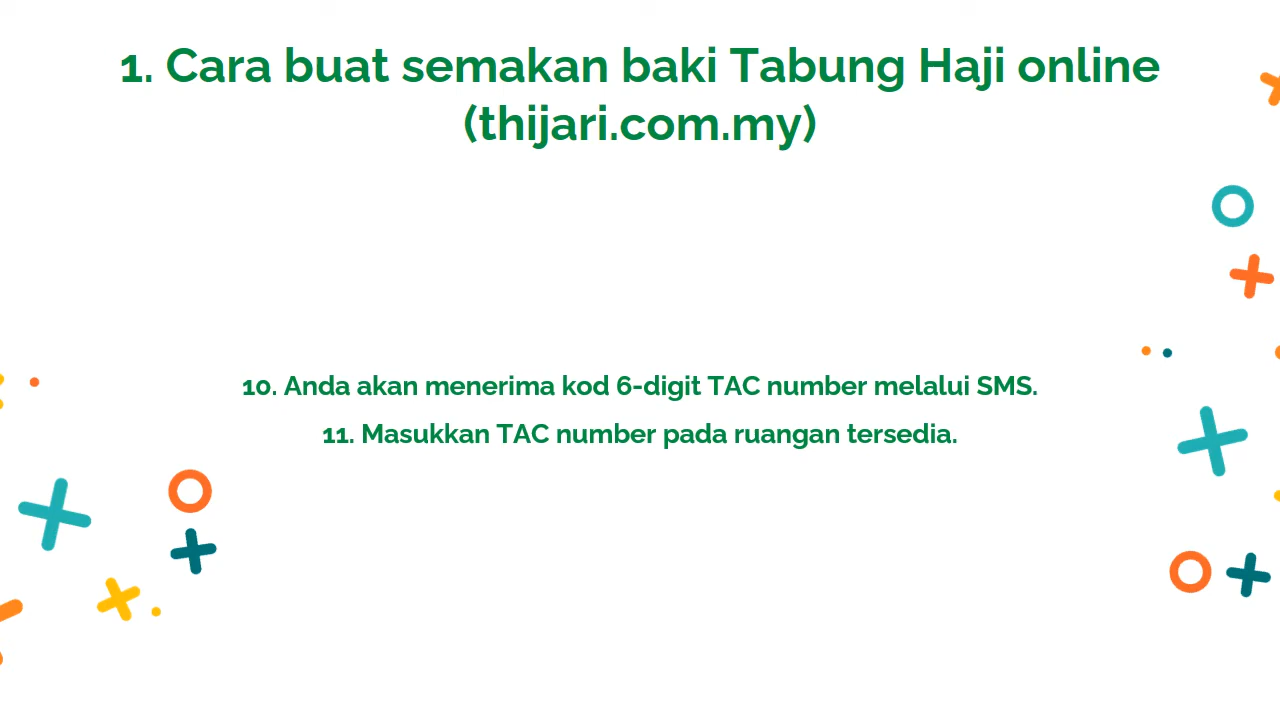 1. Cara buat semakan baki Tabung Haji online
(thijari.com.my)
10. Anda akan menerima kod 6-digit TAC number melalui SMS.
11. Masukkan TAC number pada ruangan tersedia.